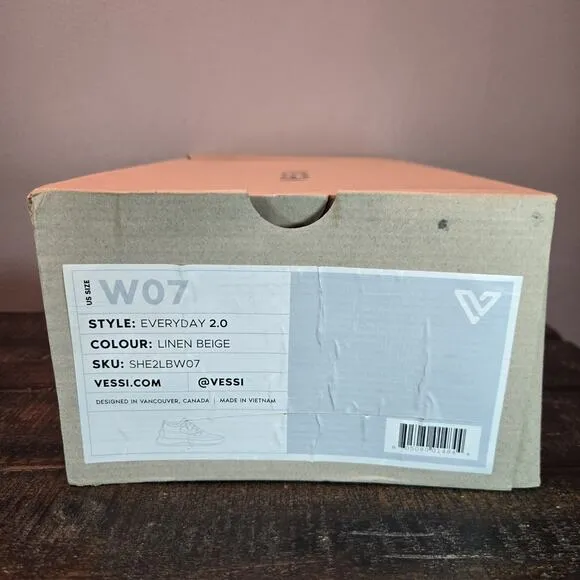 US SIZE W07
STYLE: EVERYDAY 2.0
COLOUR: LINEN BEIGE
SKU: SHE2LBW07
VESSI.COM | @VESSI
DESIGNED IN VANCOUVER, CANADA | MADE IN VIETNAM